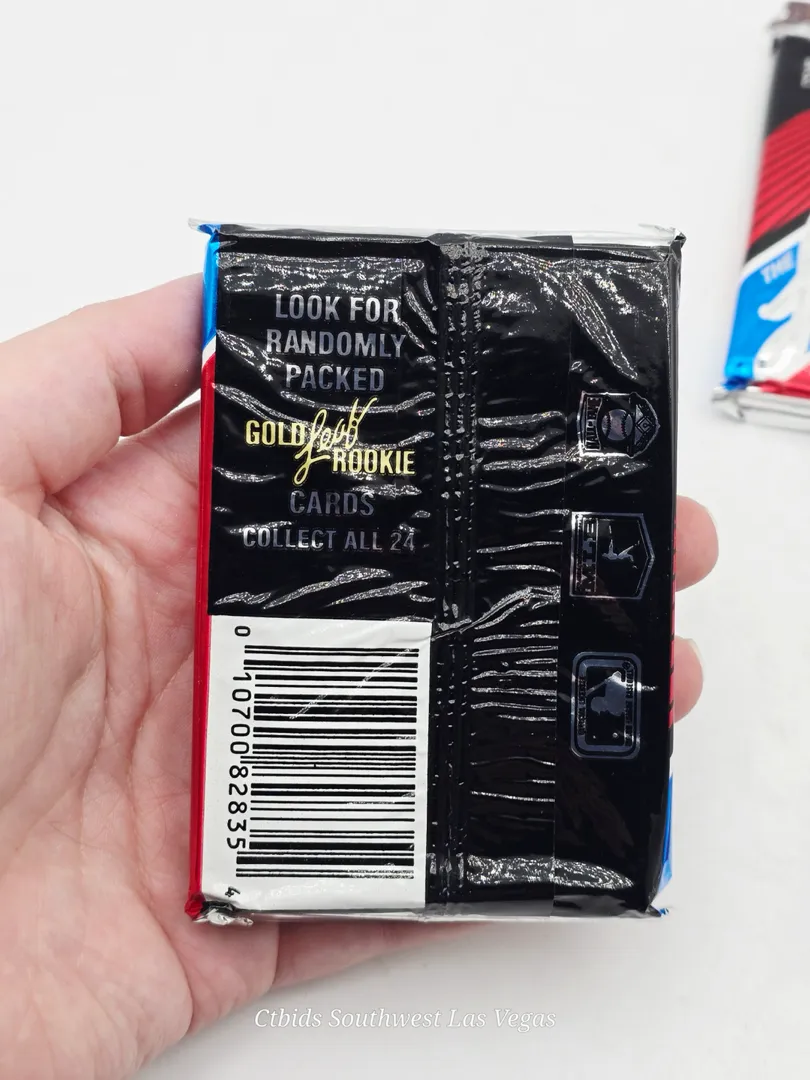 LOOK FOR
RANDOMLY
PACKED
GOLD Leaf
ROOKIE
CARDS
COLLECT ALL 24
0 10700 82835 4
THE
Ctbids Southwest Las Vegas